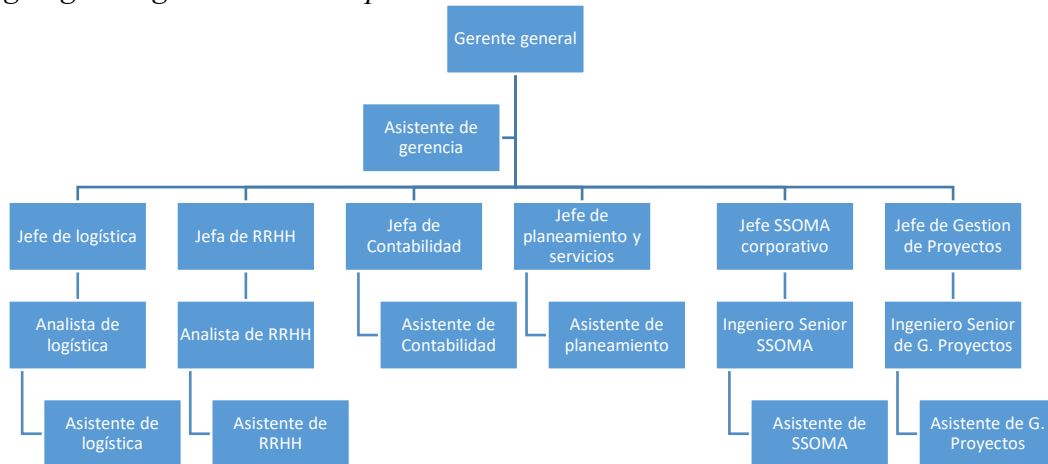 Gerente general
Asistente de
gerencia
Jefe de logística
Jefa de RRHH
Jefa de
Contabilidad
Jefe de
planeamiento y
servicios
Jefe SSOMA
corporativo
Jefe de Gestion
de Proyectos
Analista de
logística
Analista de RRHH
Asistente de
Contabilidad
Asistente de
planeamiento
Ingeniero Senior
SSOMA
Ingeniero Senior
de G. Proyectos
Asistente de
logística
Asistente de
RRHH
Asistente de
SSOMA
Asistente de G.
Proyectos